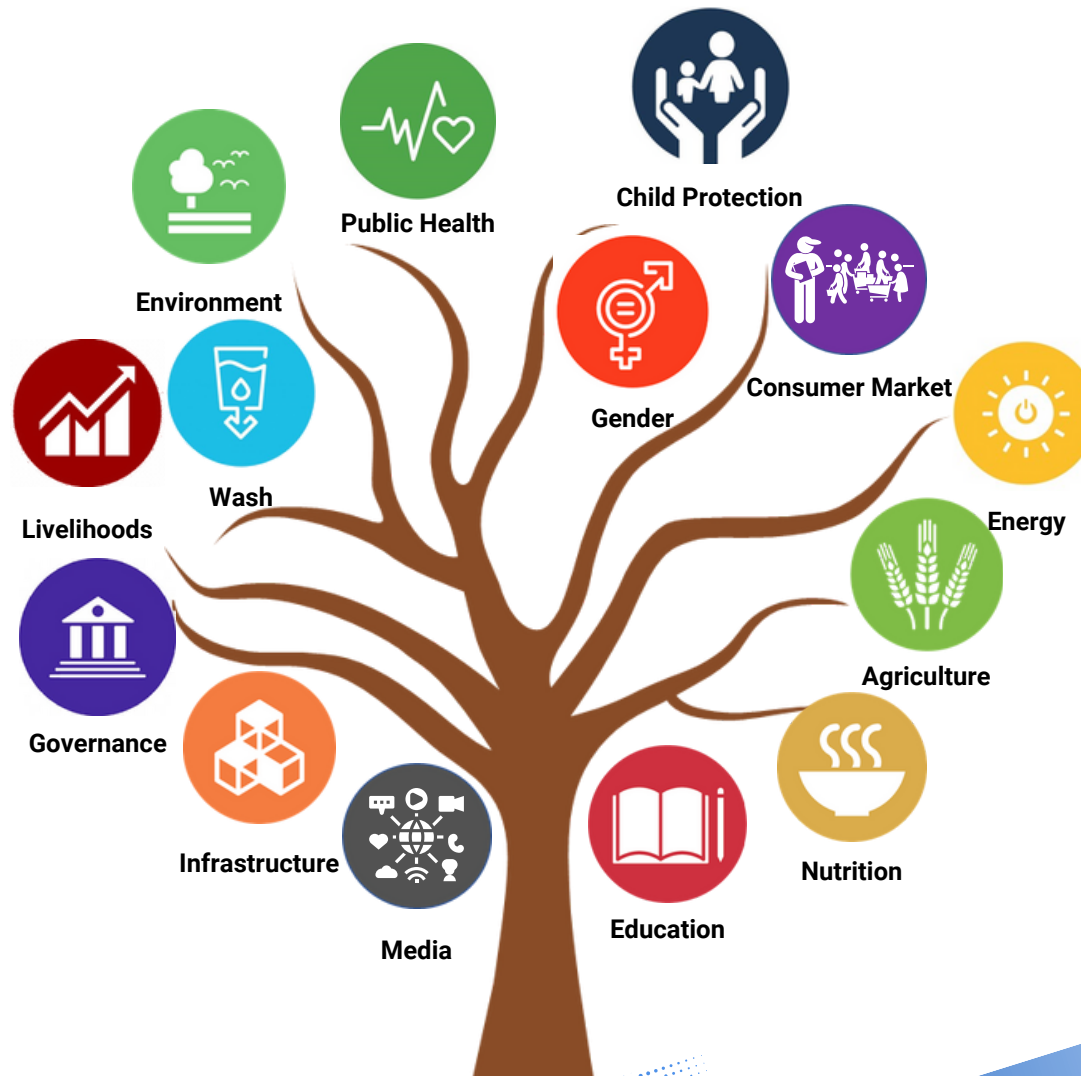 Child Protection
Public Health
Environment
Consumer Market
Gender
Wash
Livelihoods
Energy
Agriculture
Governance
Infrastructure
Nutrition
Education
Media